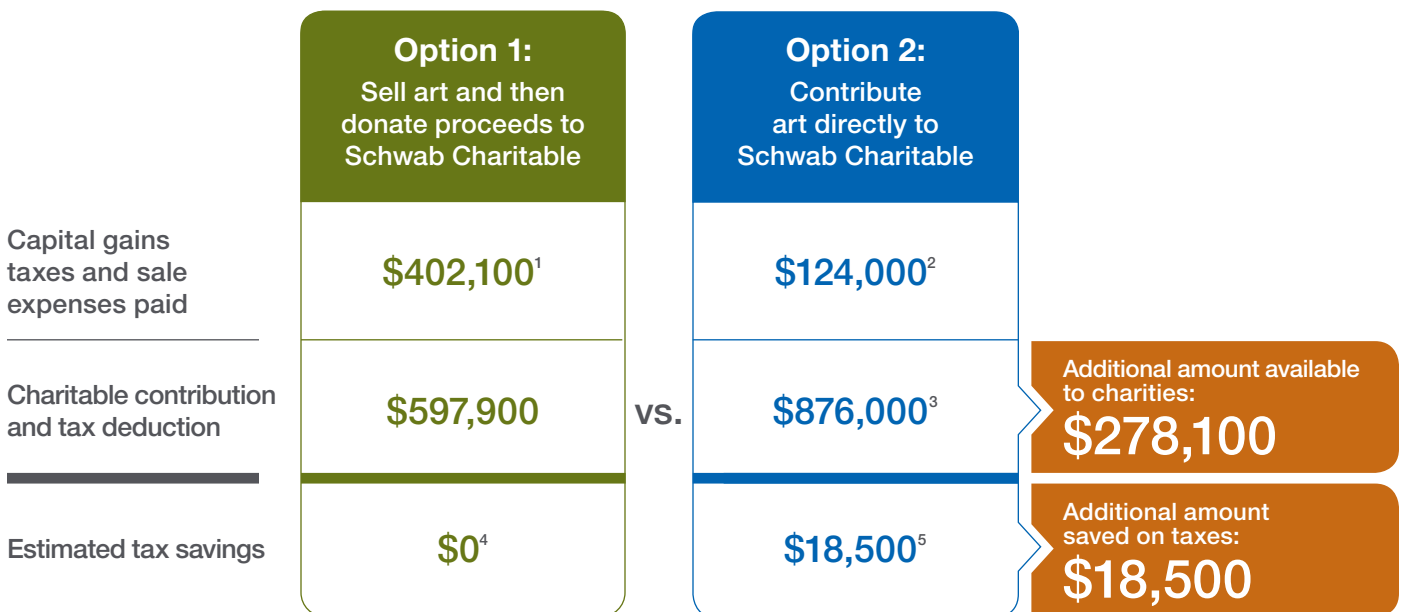 Option 1:
Sell art and then
donate proceeds to
Schwab Charitable
Option 2:
Contribute
art directly to
Schwab Charitable
Capital gains
taxes and sale
expenses paid
$402,100¹
$124,000²
Charitable contribution
and tax deduction
$597,900
vs.
$876,000³
Additional amount available
to charities:
$278,100
Estimated tax savings
$0⁴
$18,500⁵
Additional amount
saved on taxes:
$18,500